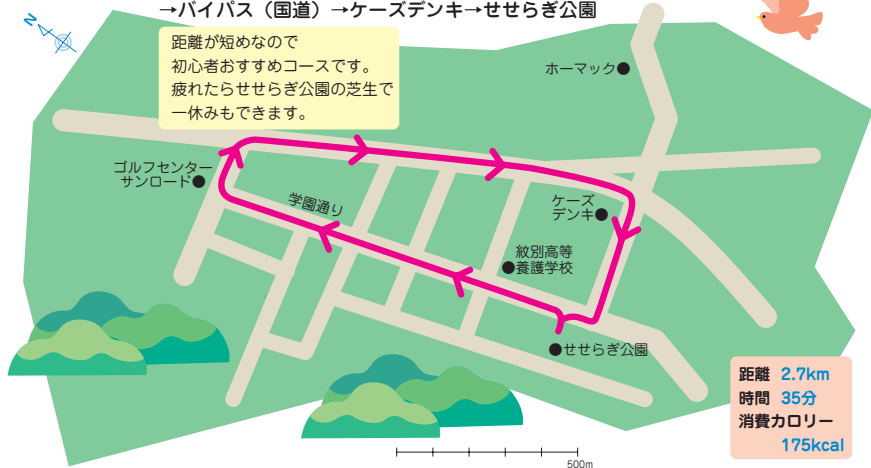 →バイパス（国道）→ケーズデンキ→せせらぎ公園
N
距離が短めなので
初心者おすすめコースです。
疲れたらせせらぎ公園の芝生で
一休みもできます。
ホーマック
ゴルフセンター
サンロード
学園通り
ケーズ
デンキ
紋別高等
養護学校
せせらぎ公園
距離 2.7km
時間 35分
消費カロリー
175kcal
500m